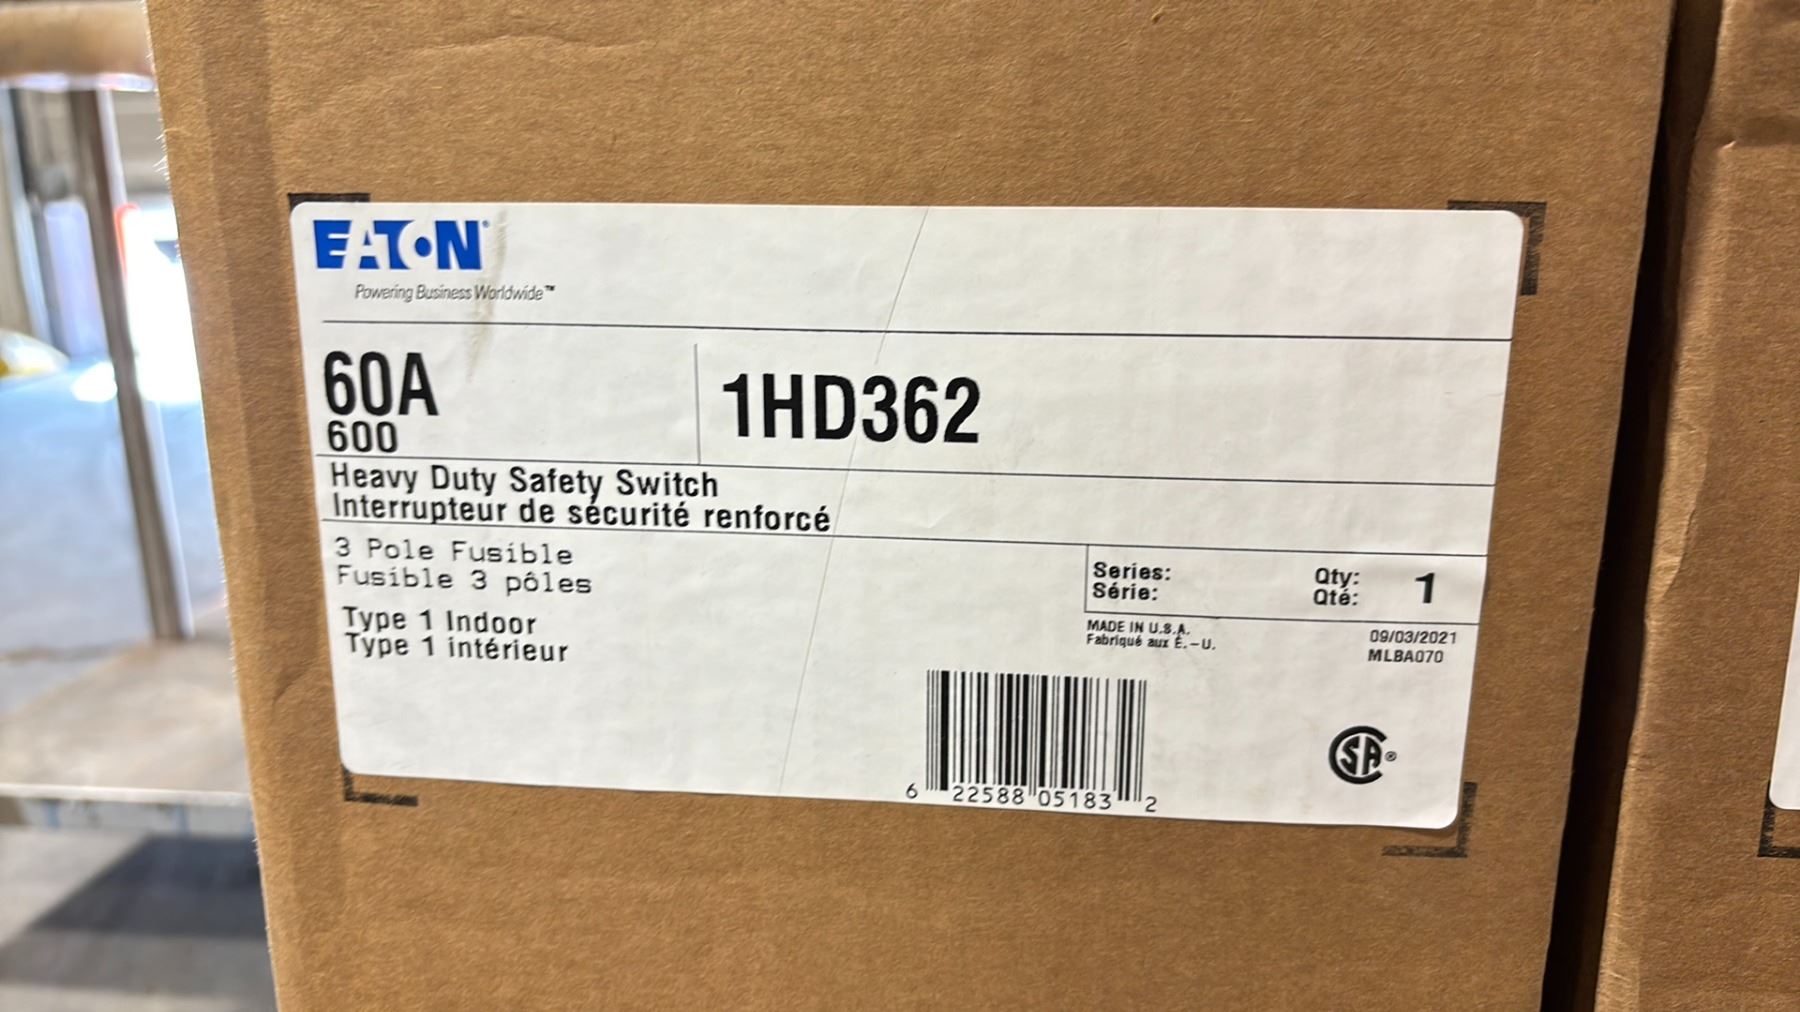 EATON
Powering Business Worldwide™
60A
600
1HD362
Heavy Duty Safety Switch
Interrupteur de sécurité renforcé
3 Pole Fusible
Fusible 3 pôles
Type 1 Indoor
Type 1 intérieur
Series:
Série:
Qty:
Qté:
1
MADE IN U.S.A.
Fabriqué aux É.-U.
09/03/2021
MLBA070
6 22588 05183 2
SA®